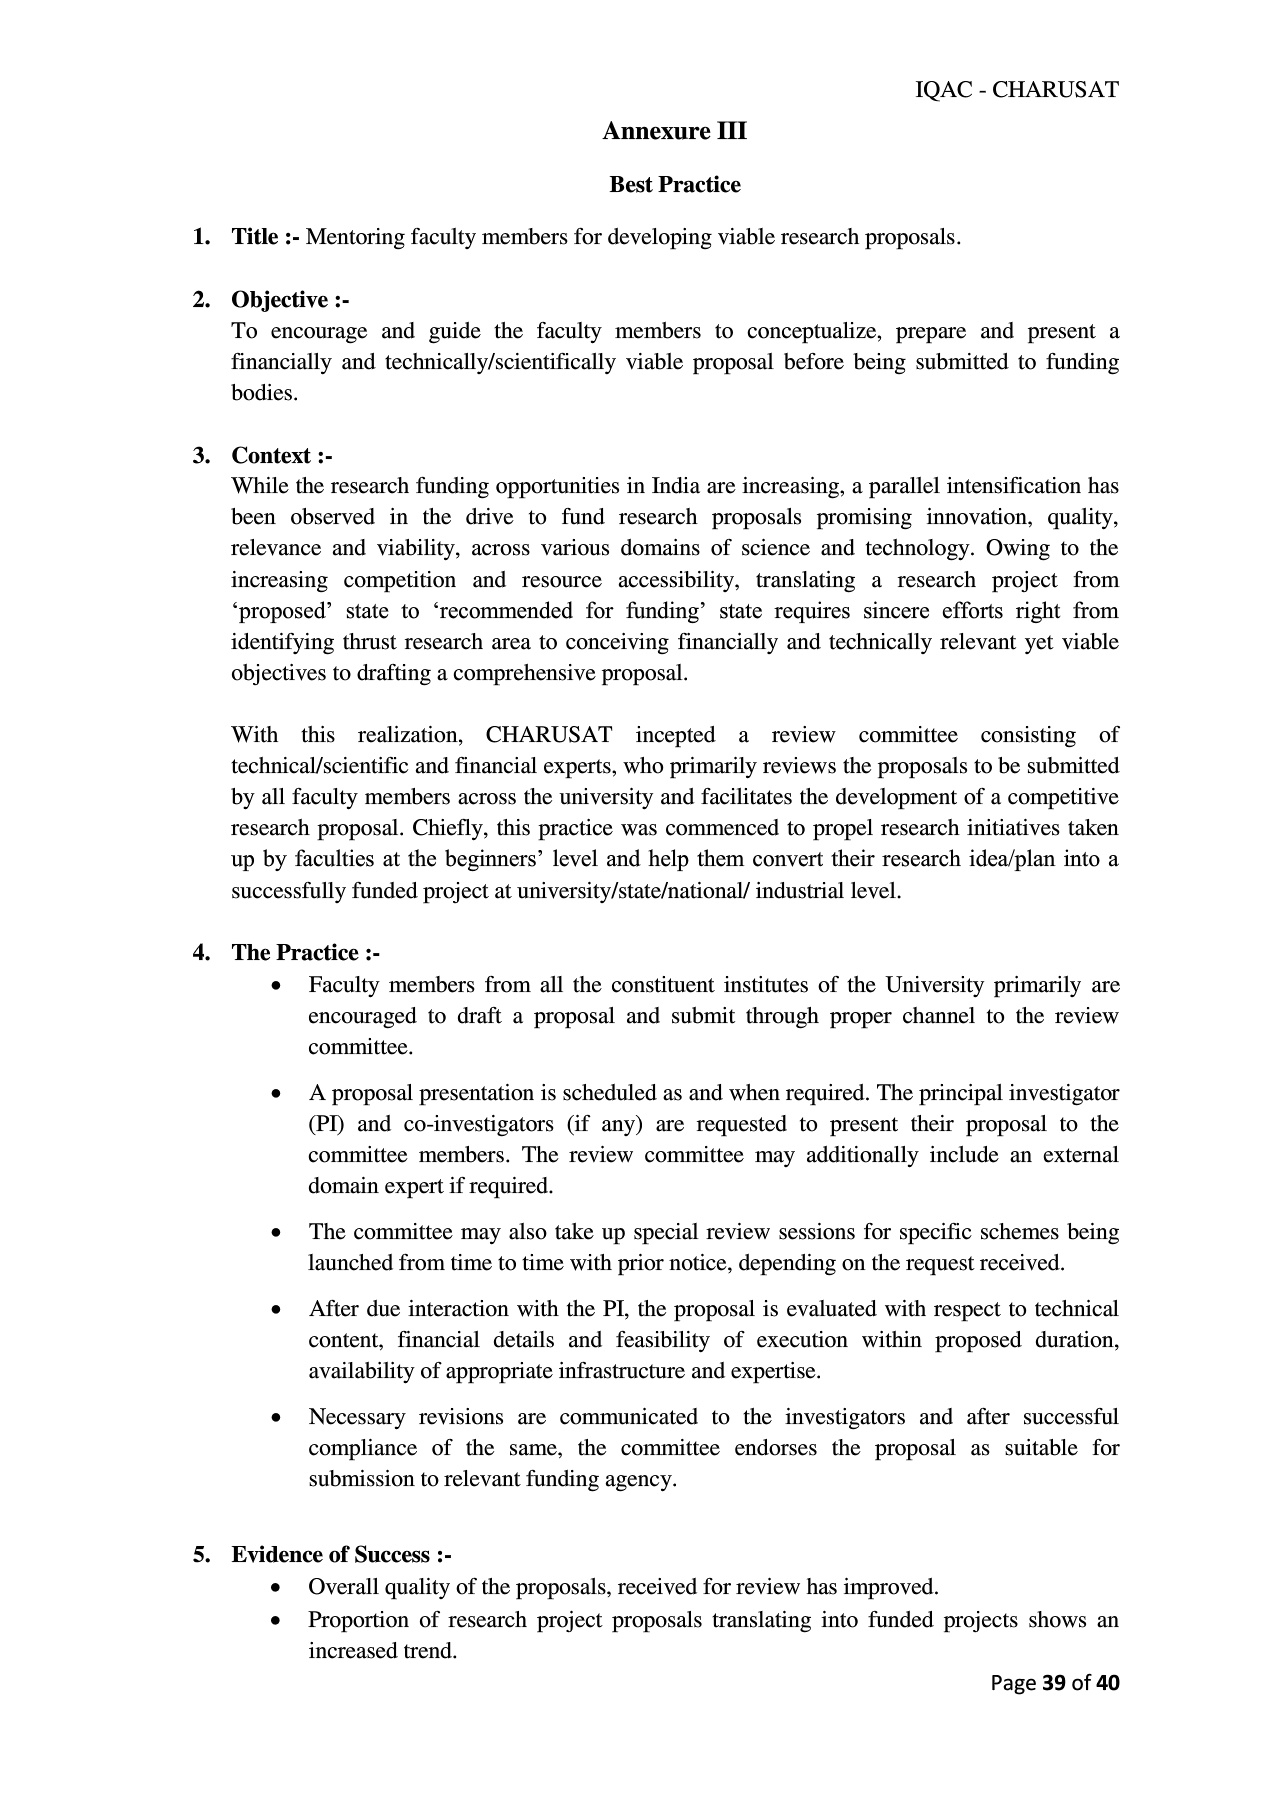 IQAC - CHARUSAT
Annexure III
Best Practice
1. Title :- Mentoring faculty members for developing viable research proposals.
2. Objective :-
To encourage and guide the faculty members to conceptualize, prepare and present a
financially and technically/scientifically viable proposal before being submitted to funding
bodies.
3. Context :-
While the research funding opportunities in India are increasing, a parallel intensification has
been observed in the drive to fund research proposals promising innovation, quality,
relevance and viability, across various domains of science and technology. Owing to the
increasing competition and resource accessibility, translating a research project from
‘proposed’ state to ‘recommended for funding’ state requires sincere efforts right from
identifying thrust research area to conceiving financially and technically relevant yet viable
objectives to drafting a comprehensive proposal.
With this realization, CHARUSAT incepted a review committee consisting of
technical/scientific and financial experts, who primarily reviews the proposals to be submitted
by all faculty members across the university and facilitates the development of a competitive
research proposal. Chiefly, this practice was commenced to propel research initiatives taken
up by faculties at the beginners’ level and help them convert their research idea/plan into a
successfully funded project at university/state/national/ industrial level.
4. The Practice :-
• Faculty members from all the constituent institutes of the University primarily are
encouraged to draft a proposal and submit through proper channel to the review
committee.
• A proposal presentation is scheduled as and when required. The principal investigator
(PI) and co-investigators (if any) are requested to present their proposal to the
committee members. The review committee may additionally include an external
domain expert if required.
• The committee may also take up special review sessions for specific schemes being
launched from time to time with prior notice, depending on the request received.
• After due interaction with the PI, the proposal is evaluated with respect to technical
content, financial details and feasibility of execution within proposed duration,
availability of appropriate infrastructure and expertise.
• Necessary revisions are communicated to the investigators and after successful
compliance of the same, the committee endorses the proposal as suitable for
submission to relevant funding agency.
5. Evidence of Success :-
• Overall quality of the proposals, received for review has improved.
• Proportion of research project proposals translating into funded projects shows an
increased trend.
Page 39 of 40